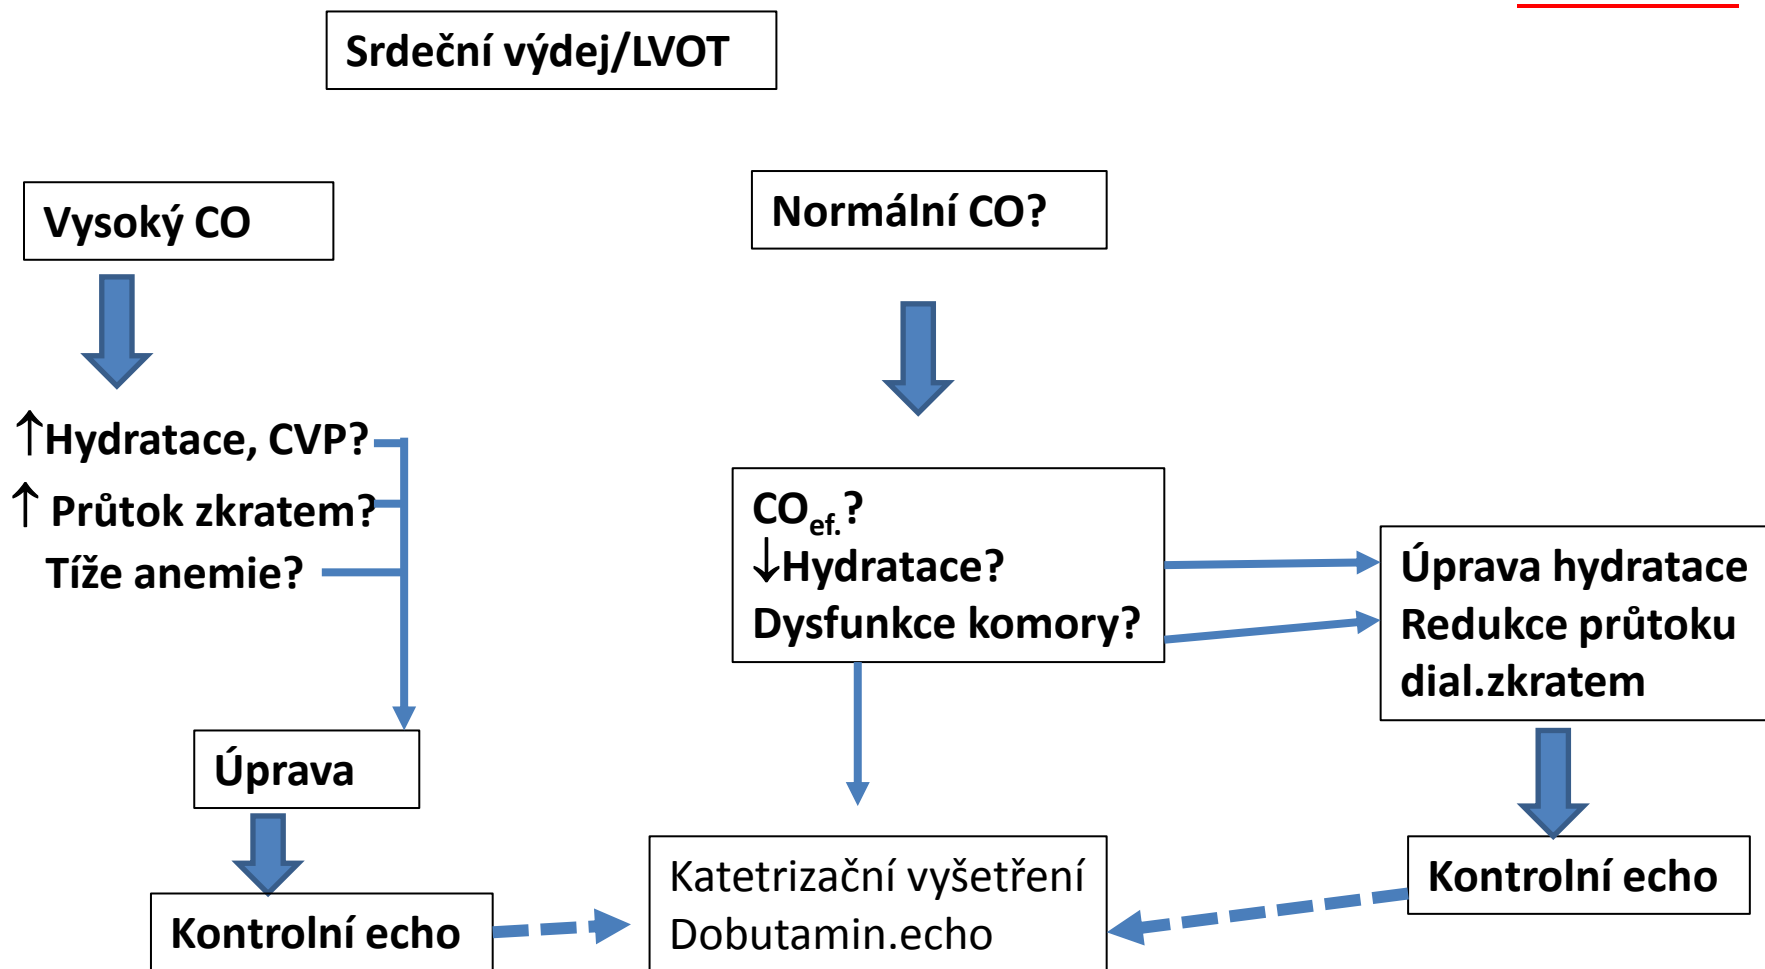 Srdeční výdej/LVOT
Vysoký CO
Normální CO?
↑Hydratace, CVP?
↑ Průtok zkratem?
Tíže anemie?
COef.?
↓Hydratace?
Dysfunkce komory?
Úprava hydratace
Redukce průtoku
dial.zkratem
Úprava
Kontrolní echo
Katetrizační vyšetření
Dobutamin.echo
Kontrolní echo